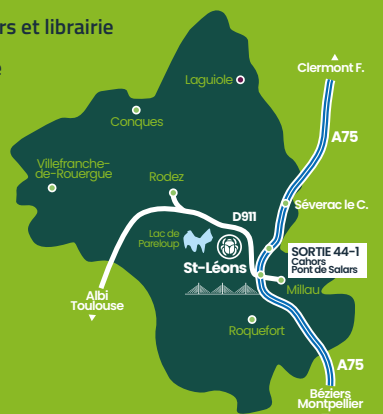 rs et librairie
Clermont F.
Laguiole
A75
Conques
Villefranche-
de-Rouergue
Rodez
Séverac le C.
D911
Lac de
Pareloup
SORTIE 44-1
Cahors
Pont de Salars
St-Léons
Millau
Albi
Toulouse
Roquefort
A75
Béziers
Montpellier